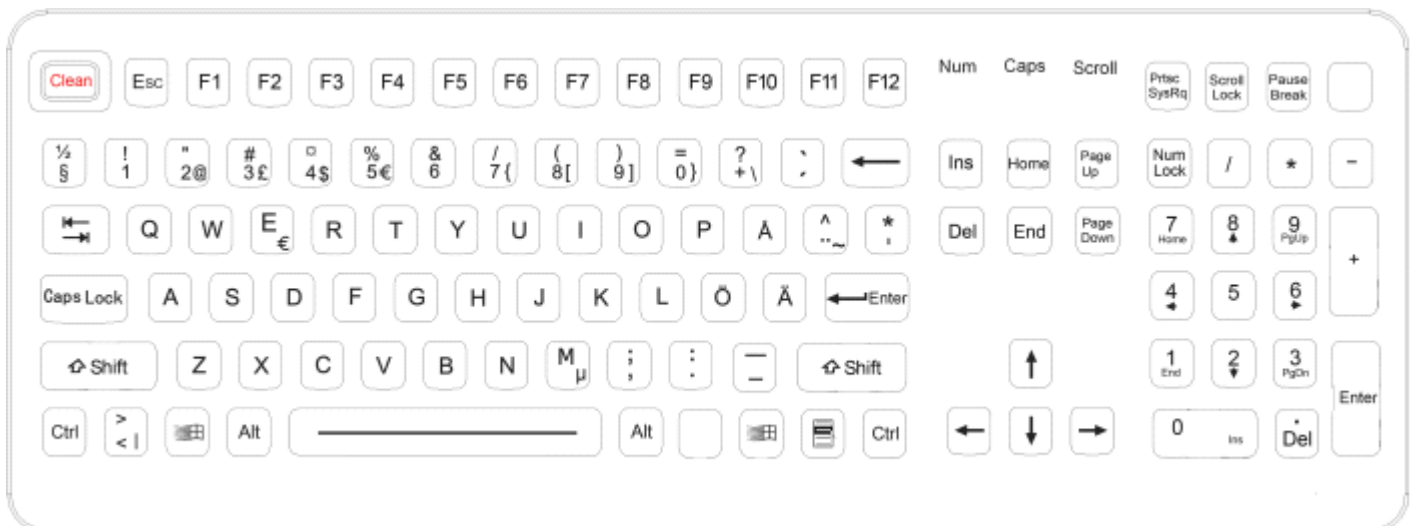 Clean Esc F1 F2 F3 F4 F5 F6 F7 F8 F9 F10 F11 F12 Num Caps Scroll Prtsc Scroll Pause
SysRq Lock Break
½ ! " # ¤ % & / ( ) = ? ` Ins Home Page Num / * -
§ 1 2@ 3£ 4$ 5€ 6 7{ 8[ 9] 0} +\ ´ Up Lock
Q W E R T Y U I O P Å ^ * Del End Page 7 8 9 +
€ ¨~ ' Down Home PgUp
Caps Lock A S D F G H J K L Ö Ä Enter 4 5 6
Shift Z X C V B N M ; : — Shift 1 2 3 Enter
µ , . _ End PgDn
Ctrl > Alt Alt Ctrl 0 .
<| Ins Del